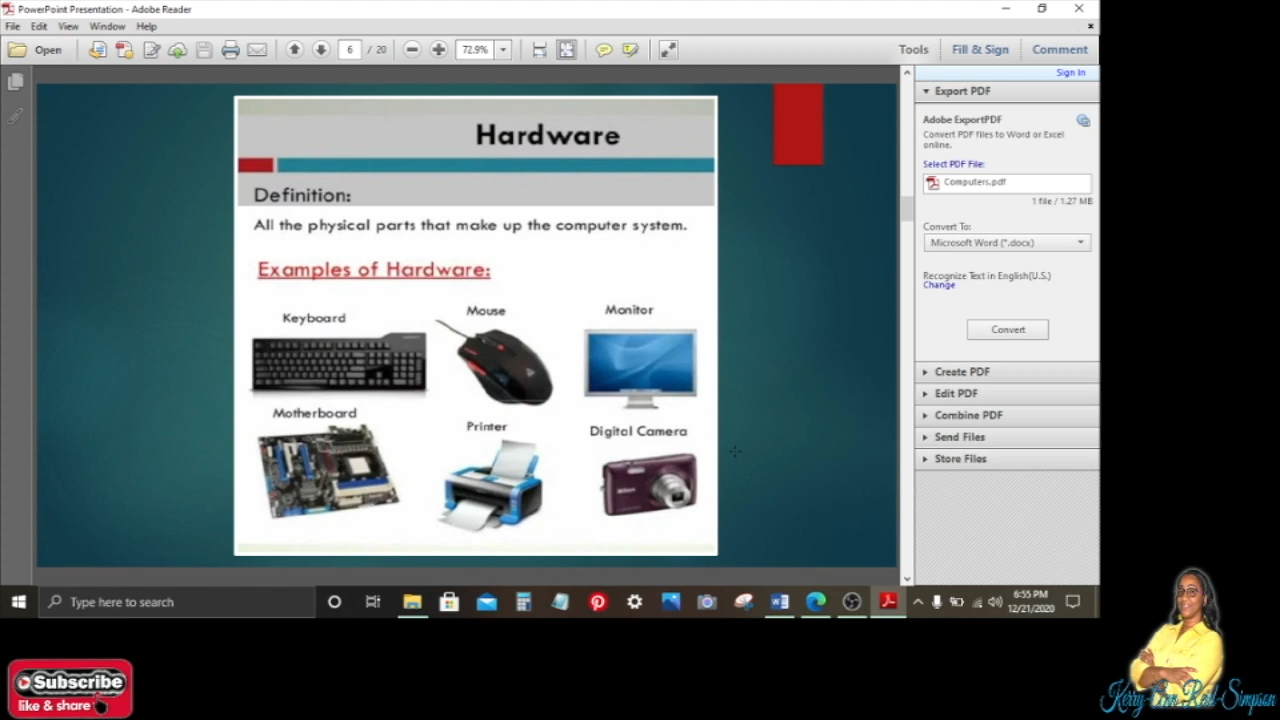 PowerPoint Presentation - Adobe Reader
File Edit View Window Help
Open 6 / 20 72.9% Tools Fill & Sign Comment
Sign In
Export PDF
Adobe ExportPDF
Convert PDF files to Word or Excel
online.
Select PDF File:
Computers.pdf
1 file / 1.27 MB
Convert To:
Microsoft Word (*.docx)
Recognize Text in English(U.S.)
Change
Convert
Create PDF
Edit PDF
Combine PDF
Send Files
Store Files
Hardware
Definition:
All the physical parts that make up the computer system.
Examples of Hardware:
Keyboard
Mouse
Monitor
Motherboard
Printer
Digital Camera
Nikon
Type here to search
6:55 PM
12/21/2020
Subscribe
like & share
Kerry-Ann Reid-Simpson